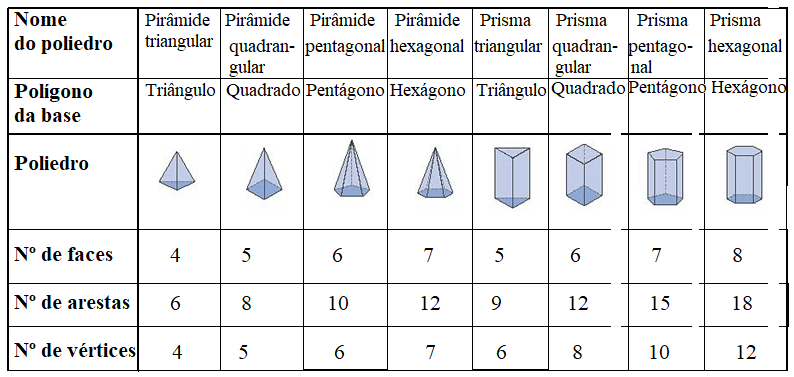 Nome do poliedro | Pirâmide triangular | Pirâmide quadran-gular | Pirâmide pentagonal | Pirâmide hexagonal | Prisma triangular | Prisma quadran-gular | Prisma pentago-nal | Prisma hexagonal
Polígono da base | Triângulo | Quadrado | Pentágono | Hexágono | Triângulo | Quadrado | Pentágono | Hexágono
Poliedro
Nº de faces | 4 | 5 | 6 | 7 | 5 | 6 | 7 | 8
Nº de arestas | 6 | 8 | 10 | 12 | 9 | 12 | 15 | 18
Nº de vértices | 4 | 5 | 6 | 7 | 6 | 8 | 10 | 12